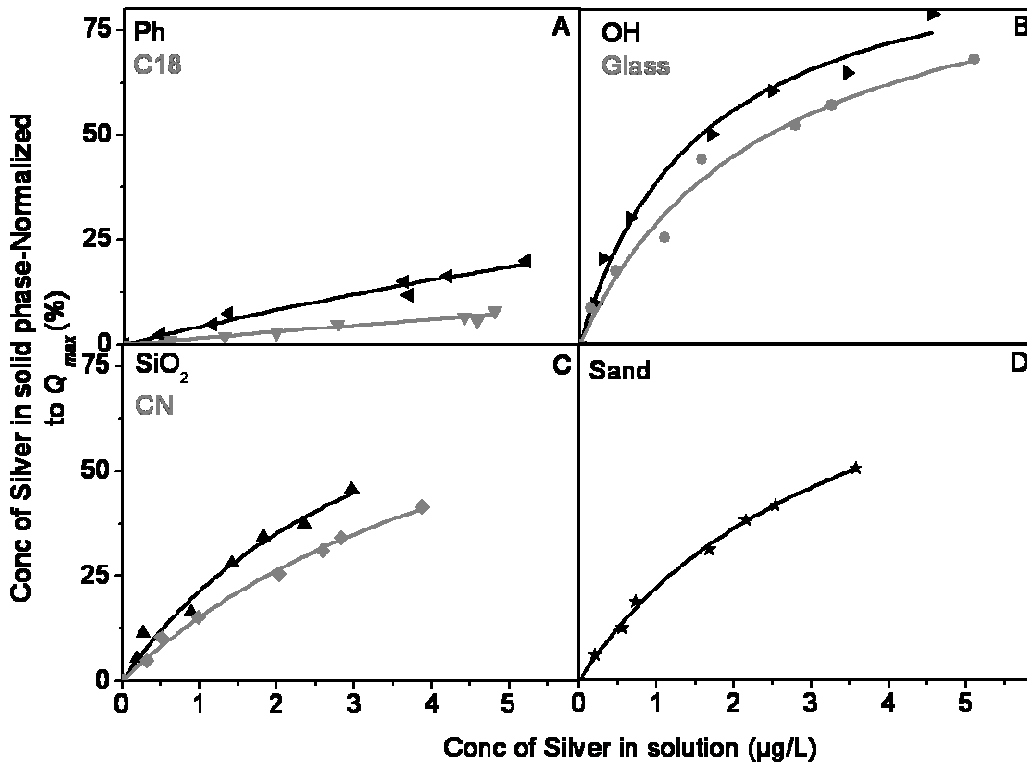 Conc of Silver in solid phase-Normalized
to Q max (%)
75
50
25
0
Ph
C18
A
OH
Glass
B
75
50
25
0
SiO2
CN
C
Sand
D
0 1 2 3 4 5
0 1 2 3 4 5
Conc of Silver in solution (µg/L)